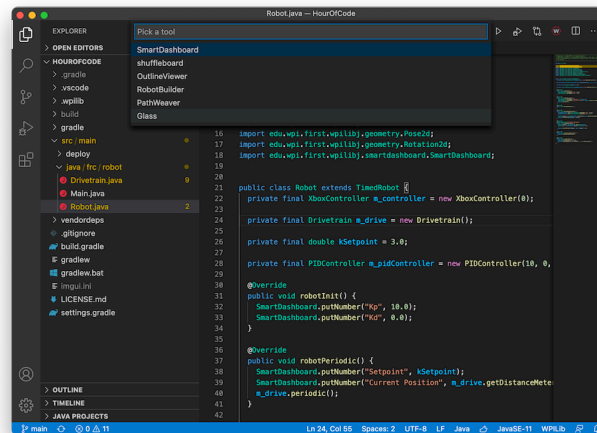 Robot.java — HourOfCode
EXPLORER
OPEN EDITORS
HOUROFCODE
.gradle
.vscode
.wpilib
build
gradle
src / main
deploy
java / frc / robot
Drivetrain.java 9
Main.java
Robot.java 2
vendordeps
.gitignore
build.gradle
gradlew
gradlew.bat
imgui.ini
LICENSE.md
settings.gradle
OUTLINE
TIMELINE
JAVA PROJECTS
Pick a tool
SmartDashboard
shuffleboard
OutlineViewer
RobotBuilder
PathWeaver
Glass
16 import edu.wpi.first.wpilibj.geometry.Pose2d;
17 import edu.wpi.first.wpilibj.geometry.Rotation2d;
18 import edu.wpi.first.wpilibj.smartdashboard.SmartDashboard;
19
20
21 public class Robot extends TimedRobot {
22 private final XboxController m_controller = new XboxController(0);
23
24 private final Drivetrain m_drive = new Drivetrain();
25
26 private final double kSetpoint = 3.0;
27
28 private final PIDController m_pidController = new PIDController(10, 0,
29
30 @Override
31 public void robotInit() {
32 SmartDashboard.putNumber("Kp", 10.0);
33 SmartDashboard.putNumber("Kd", 0.0);
34 }
35
36 @Override
37 public void robotPeriodic() {
38 SmartDashboard.putNumber("Setpoint", kSetpoint);
39 SmartDashboard.putNumber("Current Position", m_drive.getDistanceMete
40 m_drive.periodic();
41 }
42
main 0 11 Ln 24, Col 55 Spaces: 2 UTF-8 LF Java JavaSE-11 WPILib